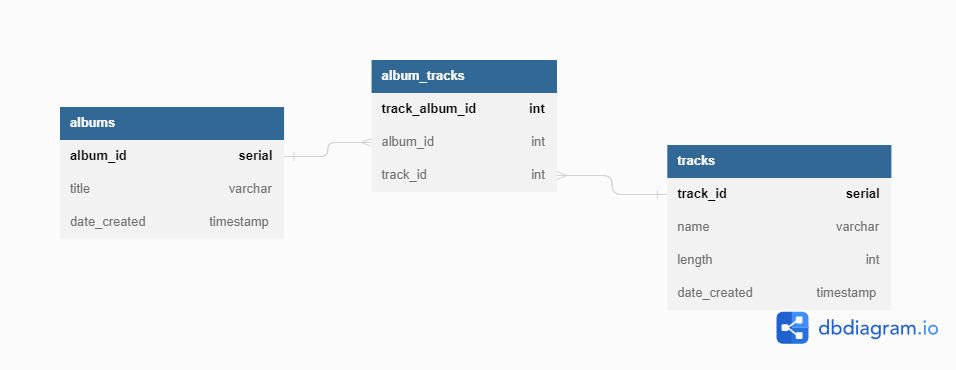 albums
album_id serial
title varchar
date_created timestamp
album_tracks
track_album_id int
album_id int
track_id int
tracks
track_id serial
name varchar
length int
date_created timestamp
dbdiagram.io